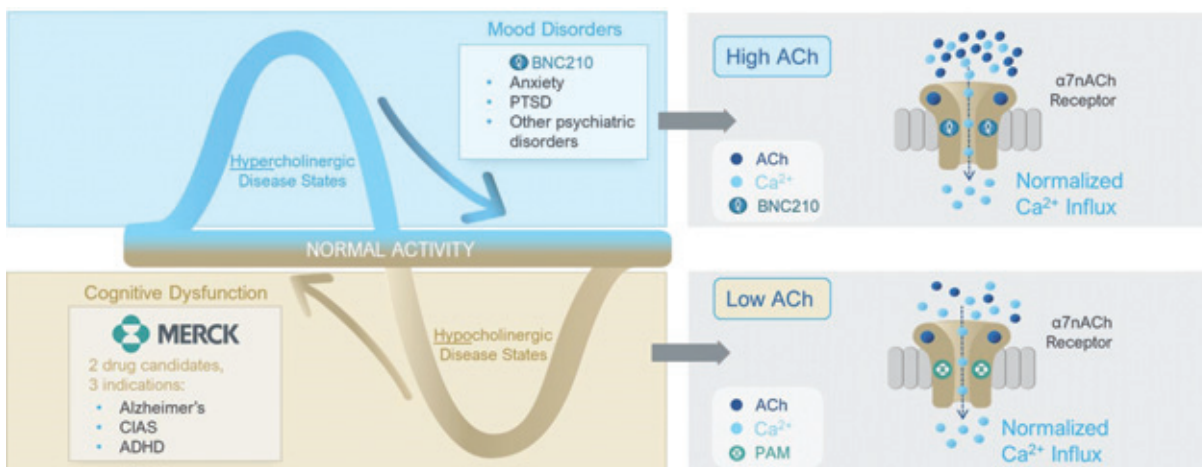 Mood Disorders
BNC210
• Anxiety
• PTSD
• Other psychiatric
disorders
Hypercholinergic
Disease States
NORMAL ACTIVITY
High ACh
α7nACh
Receptor
ACh
Ca²⁺
BNC210
Normalized
Ca²⁺ Influx
Cognitive Dysfunction
MERCK
2 drug candidates,
3 indications:
• Alzheimer's
• CIAS
• ADHD
Hypocholinergic
Disease States
Low ACh
α7nACh
Receptor
ACh
Ca²⁺
PAM
Normalized
Ca²⁺ Influx